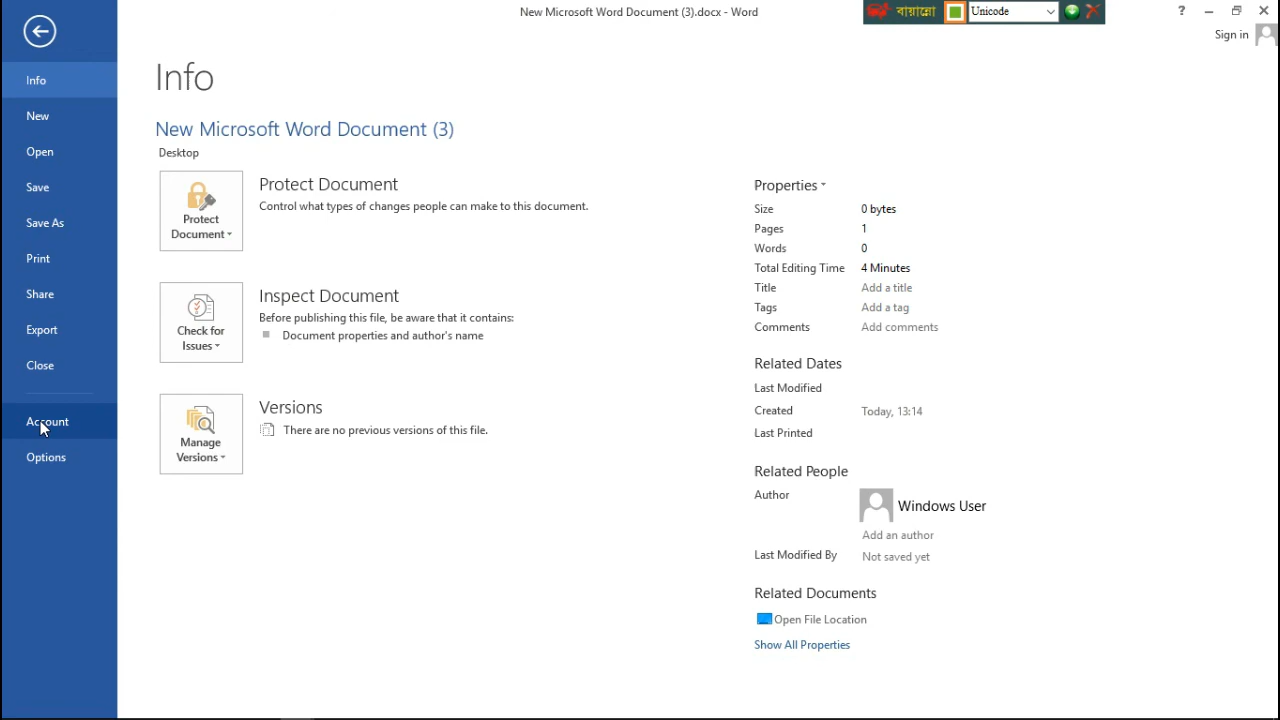 New Microsoft Word Document (3).docx - Word
বায়ান্নো
Unicode
?
Sign in
Info
New
Open
Save
Save As
Print
Share
Export
Close
Account
Options
Info
New Microsoft Word Document (3)
Desktop
Protect Document
Protect Document
Control what types of changes people can make to this document.
Check for Issues
Inspect Document
Before publishing this file, be aware that it contains:
Document properties and author's name
Manage Versions
Versions
There are no previous versions of this file.
Properties
Size 0 bytes
Pages 1
Words 0
Total Editing Time 4 Minutes
Title Add a title
Tags Add a tag
Comments Add comments
Related Dates
Last Modified
Created Today, 13:14
Last Printed
Related People
Author Windows User
Add an author
Last Modified By Not saved yet
Related Documents
Open File Location
Show All Properties